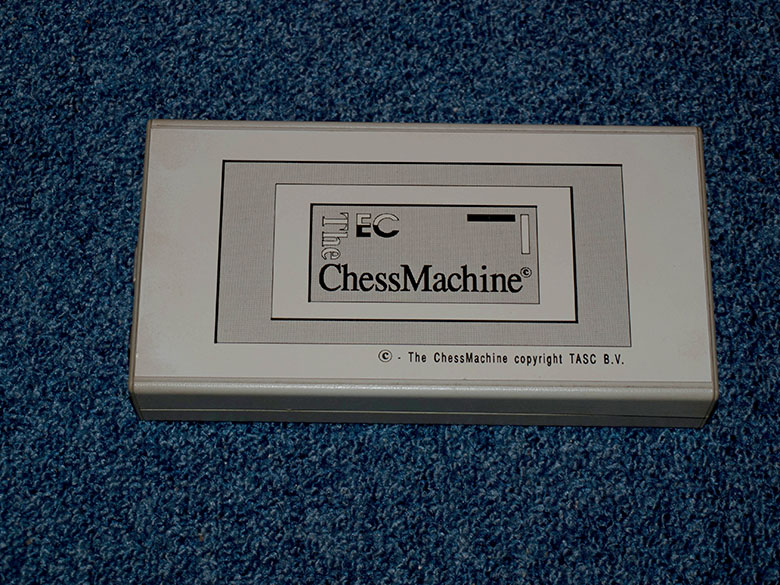 The
EC
ChessMachine©
© - The ChessMachine copyright TASC B.V.